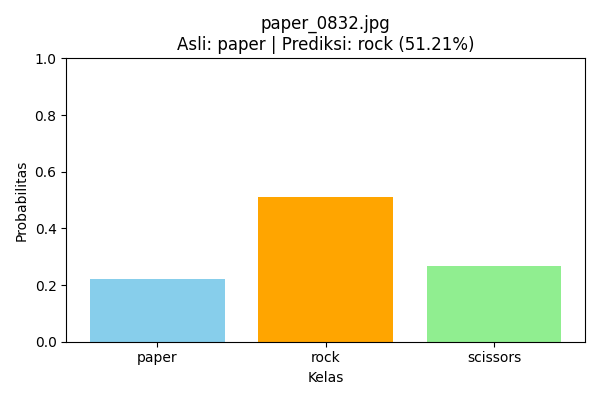 paper_0832.jpg
Asli: paper | Prediksi: rock (51.21%)
1.0
0.8
0.6
0.4
0.2
0.0
Probabilitas
paper rock scissors
Kelas